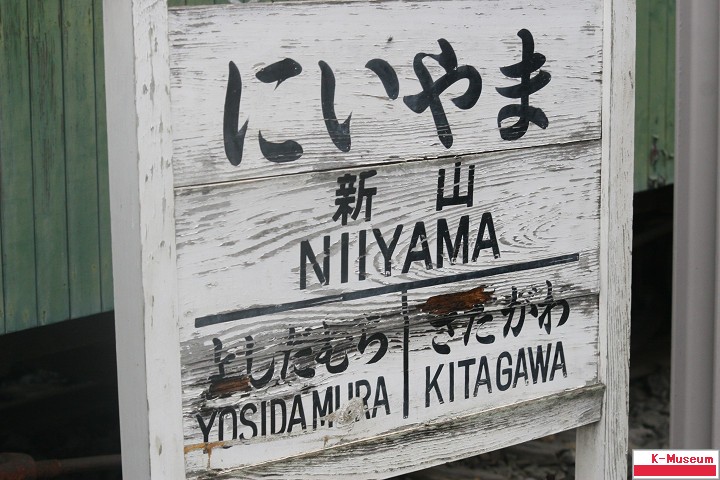 にいやま
新山
NIIYAMA
よしだむら きたがわ
YOSIDAMURA KITAGAWA
K-Museum